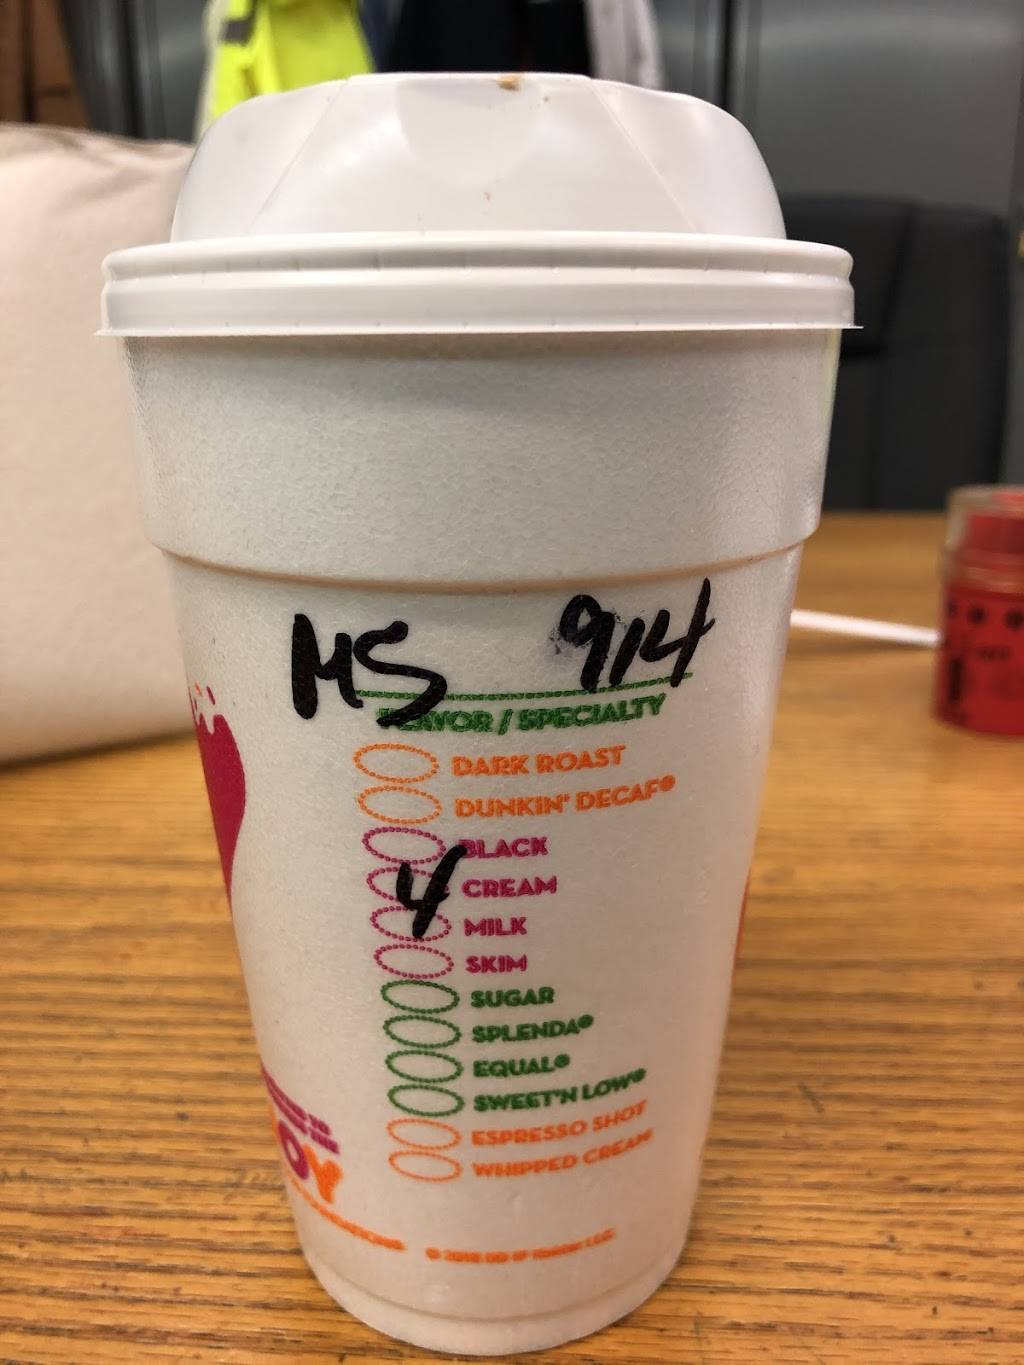 MS 914
FLAVOR / SPECIALTY
DARK ROAST
DUNKIN' DECAF®
BLACK
4 CREAM
MILK
SKIM
SUGAR
SPLENDA®
EQUAL®
SWEET'N LOW®
ESPRESSO SHOT
WHIPPED CREAM
OY